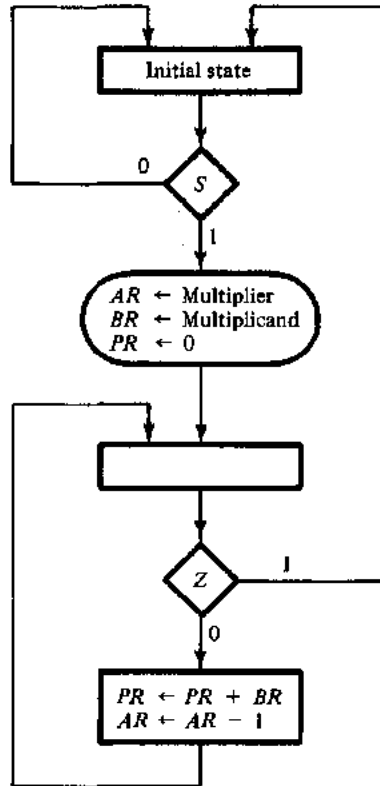 Initial state
0
S
1
AR ← Multiplier
BR ← Multiplicand
PR ← 0
Z
1
0
PR ← PR + BR
AR ← AR − 1